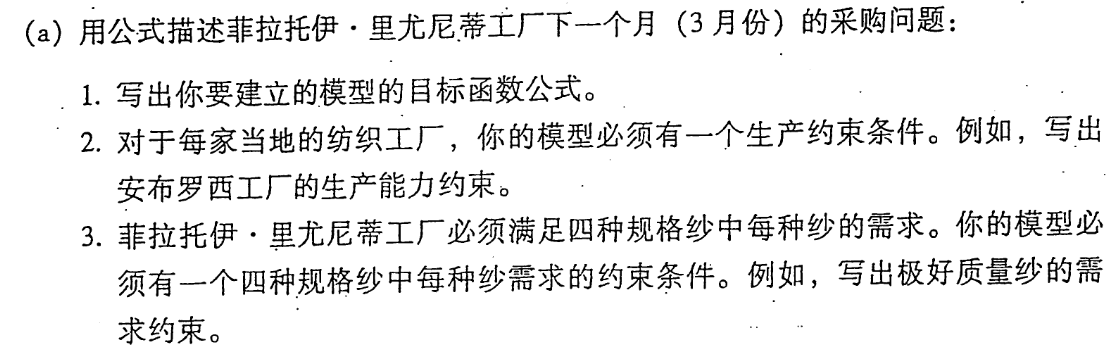 (a) 用公式描述菲拉托伊·里尤尼蒂工厂下一个月（3 月份）的采购问题：
1. 写出你要建立的模型的目标函数公式。
2. 对于每家当地的纺织工厂，你的模型必须有一个生产约束条件。例如，写出
安布罗西工厂的生产能力约束。
3. 菲拉托伊·里尤尼蒂工厂必须满足四种规格纱中每种纱的需求。你的模型必
须有一个四种规格纱中每种纱需求的约束条件。例如，写出极好质量纱的需
求约束。